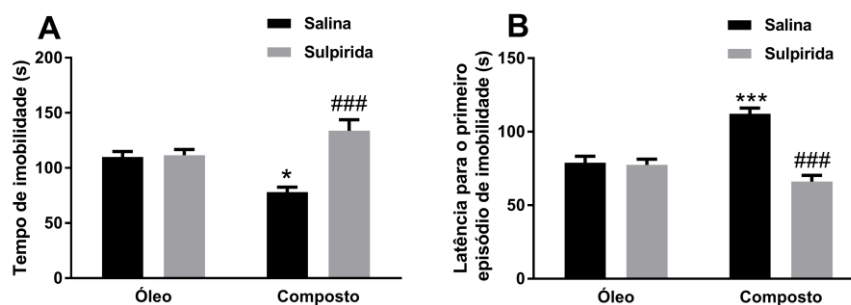 A
Salina
Sulpirida
Tempo de imobilidade (s)
200
150
100
50
0
*
###
Óleo
Composto
B
Salina
Sulpirida
Latência para o primeiro
episódio de imobilidade (s)
150
100
50
0
***
###
Óleo
Composto